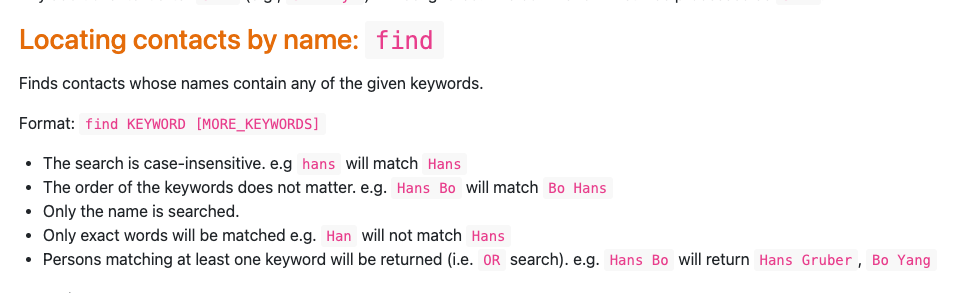 Locating contacts by name: find
Finds contacts whose names contain any of the given keywords.
Format: find KEYWORD [MORE_KEYWORDS]
The search is case-insensitive. e.g hans will match Hans
The order of the keywords does not matter. e.g. Hans Bo will match Bo Hans
Only the name is searched.
Only exact words will be matched e.g. Han will not match Hans
Persons matching at least one keyword will be returned (i.e. OR search). e.g. Hans Bo will return Hans Gruber, Bo Yang